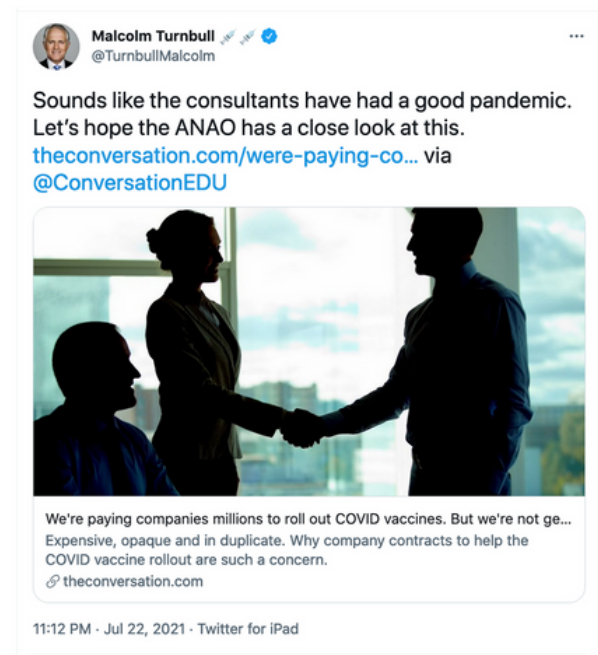 Malcolm Turnbull
@TurnbullMalcolm
Sounds like the consultants have had a good pandemic.
Let's hope the ANAO has a close look at this.
theconversation.com/were-paying-co... via
@ConversationEDU
We're paying companies millions to roll out COVID vaccines. But we're not ge...
Expensive, opaque and in duplicate. Why company contracts to help the
COVID vaccine rollout are such a concern.
theconversation.com
11:12 PM · Jul 22, 2021 · Twitter for iPad